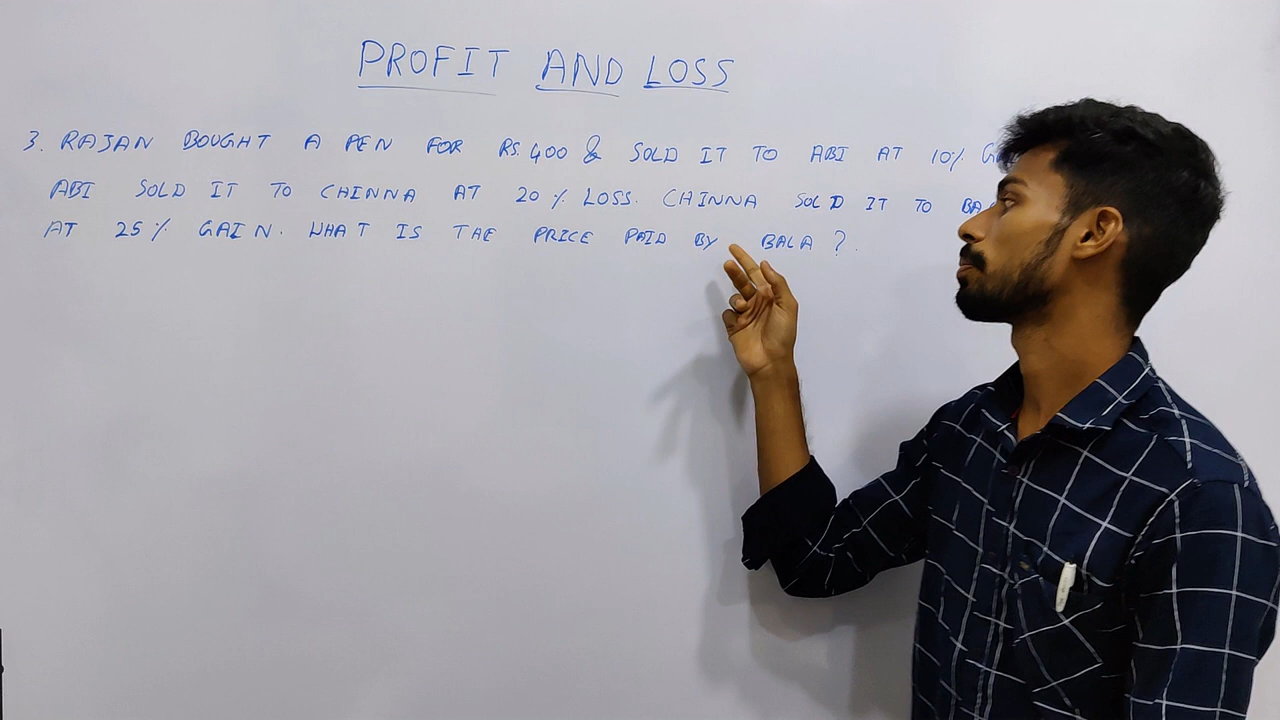 PROFIT AND LOSS
3. RAJAN BOUGHT A PEN FOR RS. 400 & SOLD IT TO ABI AT 10%
ABI SOLD IT TO CHINNA AT 20% LOSS. CHINNA SOLD IT TO
AT 25% GAIN. WHAT IS THE PRICE PAID BY BALA ?